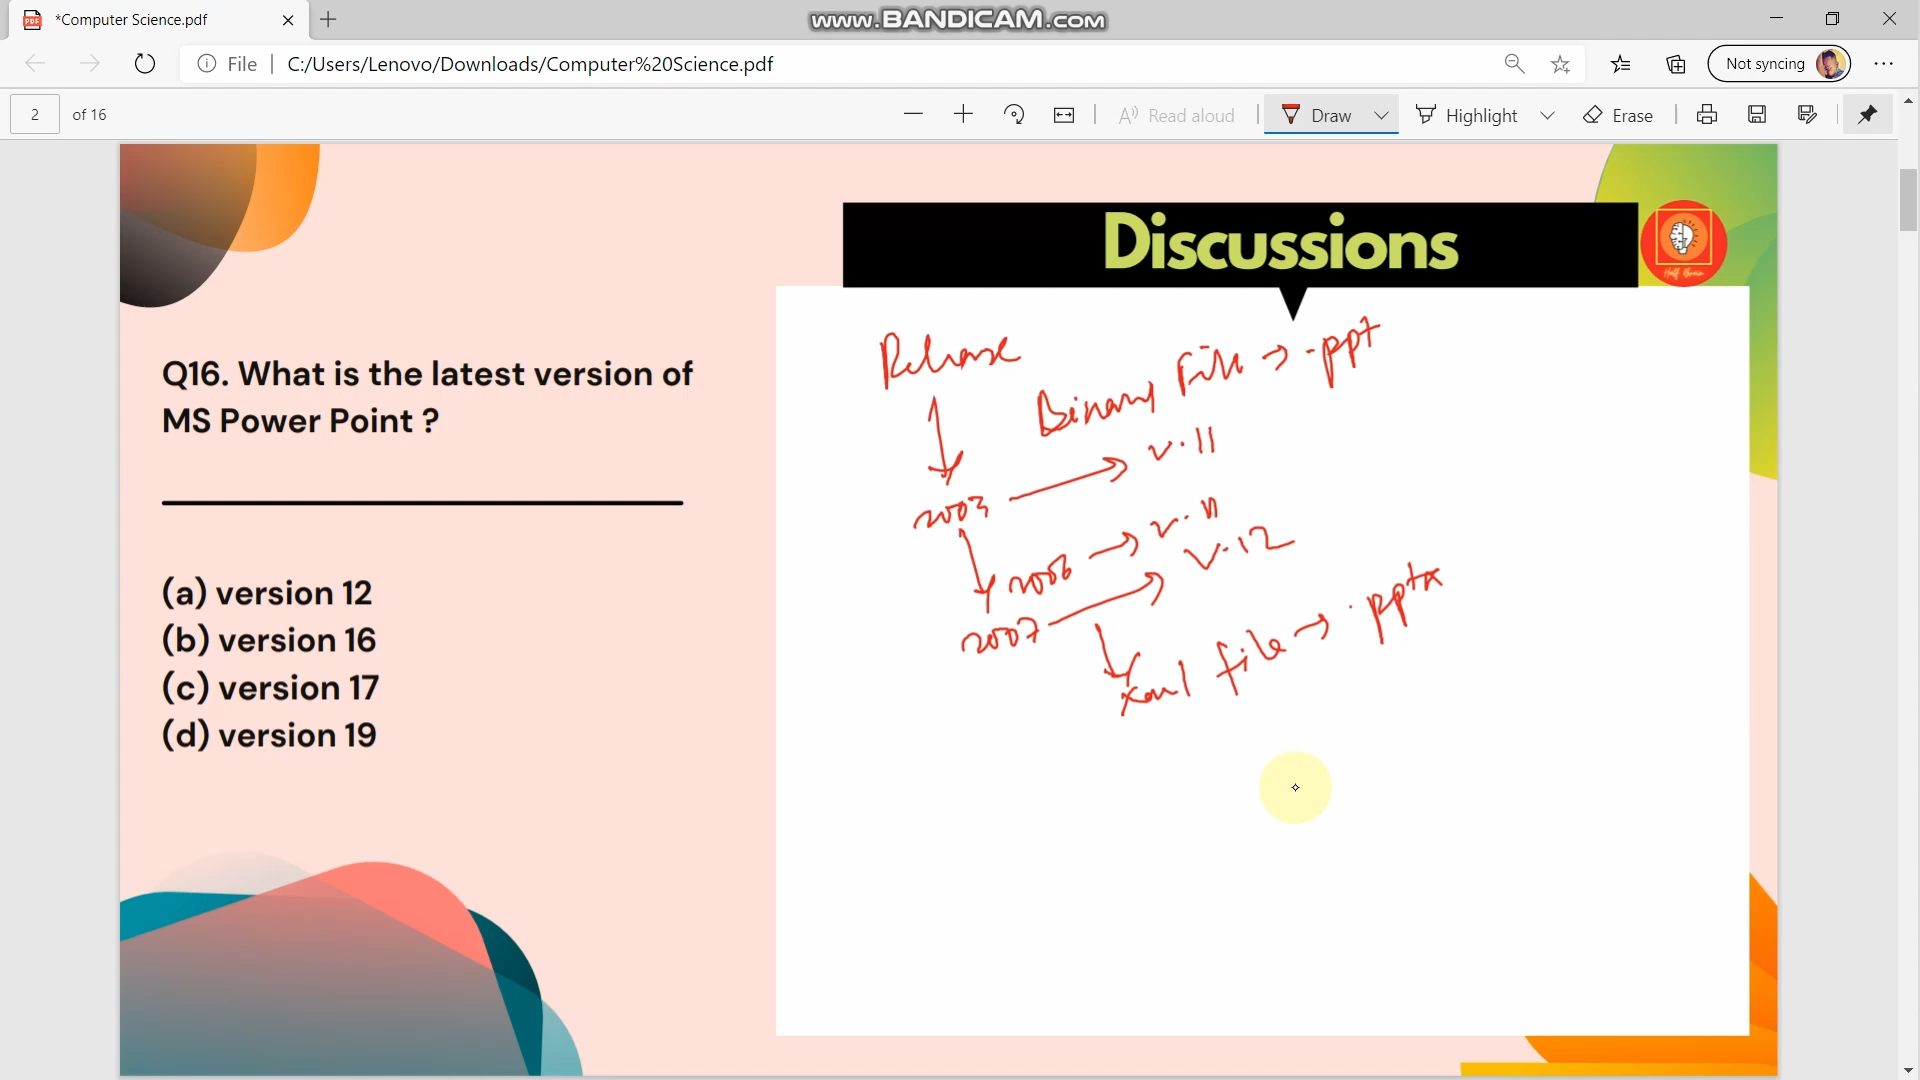 *Computer Science.pdf
www.BANDICAM.com
File
C:/Users/Lenovo/Downloads/Computer%20Science.pdf
Not syncing
2 of 16
Read aloud
Draw
Highlight
Erase
Discussions
Half Brain
Q16. What is the latest version of
MS Power Point ?
(a) version 12
(b) version 16
(c) version 17
(d) version 19
Release
Binary File → .ppt
2003 → v.11
2006 → v.11
2007 → v.12
xml file → .pptx